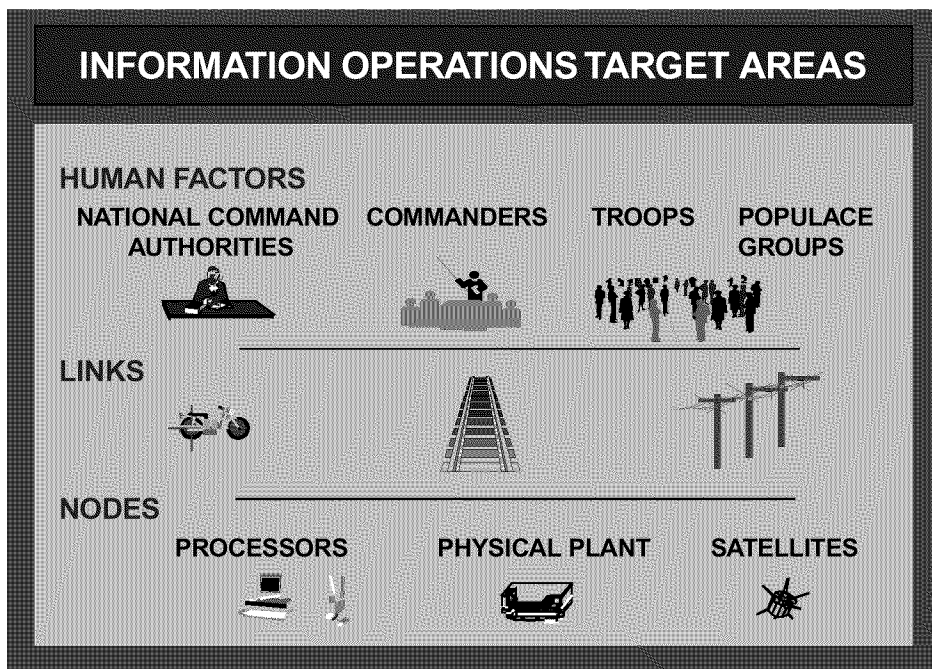 INFORMATION OPERATIONS TARGET AREAS
HUMAN FACTORS
NATIONAL COMMAND AUTHORITIES
COMMANDERS
TROOPS
POPULACE GROUPS
LINKS
NODES
PROCESSORS
PHYSICAL PLANT
SATELLITES